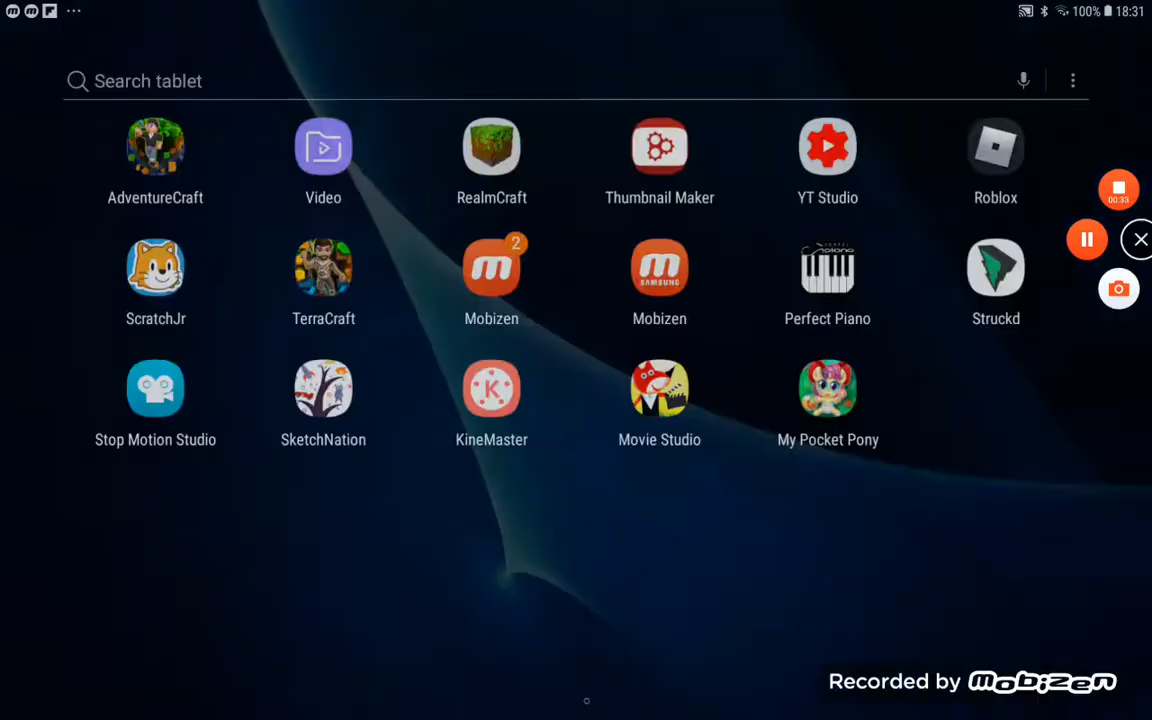 100% 18:31
Search tablet
AdventureCraft Video RealmCraft Thumbnail Maker YT Studio Roblox
00:33
2
SAMSUNG
ScratchJr TerraCraft Mobizen Mobizen Perfect Piano Struckd
K
Stop Motion Studio SketchNation KineMaster Movie Studio My Pocket Pony
Recorded by mobizen